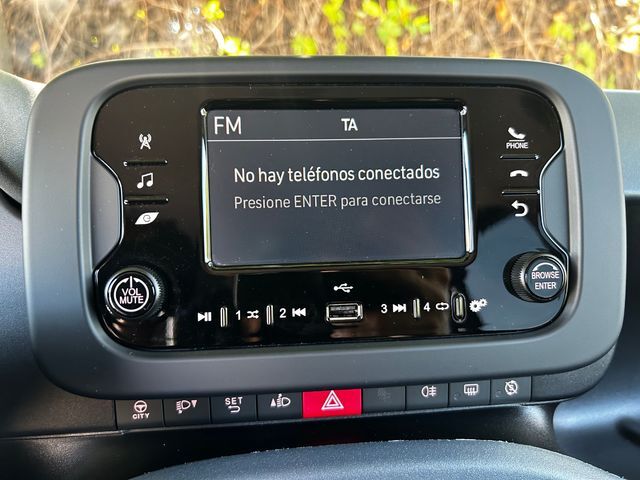 FM TA
No hay teléfonos conectados
Presione ENTER para conectarse
PHONE
VOL
MUTE
BROWSE
ENTER
1 2 3 4
CITY SET